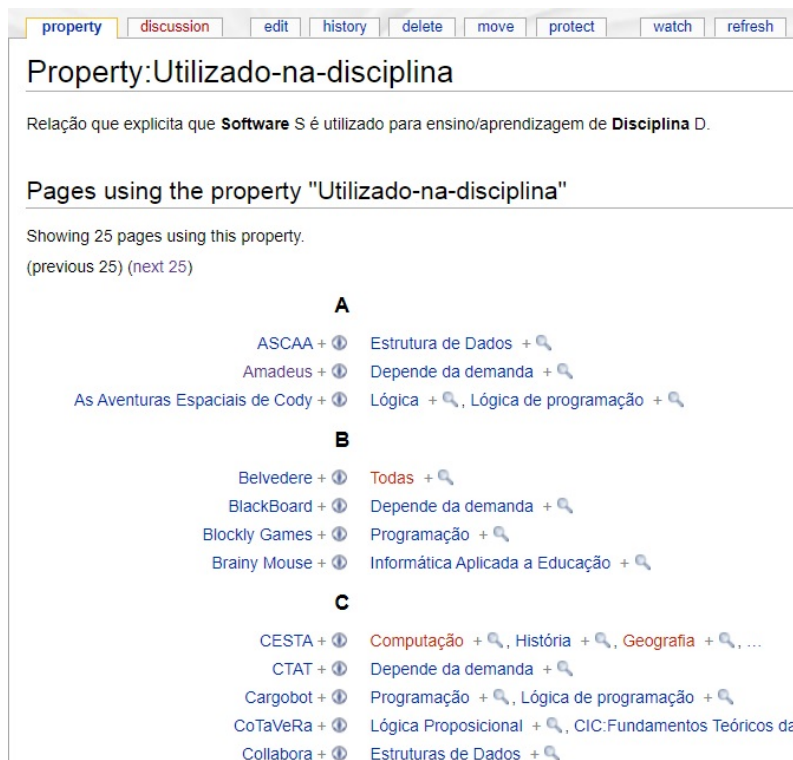 property discussion edit history delete move protect watch refresh
Property:Utilizado-na-disciplina
Relação que explicita que Software S é utilizado para ensino/aprendizagem de Disciplina D.
Pages using the property "Utilizado-na-disciplina"
Showing 25 pages using this property.
(previous 25) (next 25)
A
ASCAA + Estrutura de Dados +
Amadeus + Depende da demanda +
As Aventuras Espaciais de Cody + Lógica + , Lógica de programação +
B
Belvedere + Todas +
BlackBoard + Depende da demanda +
Blockly Games + Programação +
Brainy Mouse + Informática Aplicada a Educação +
C
CESTA + Computação + , História + , Geografia + , …
CTAT + Depende da demanda +
Cargobot + Programação + , Lógica de programação +
CoTaVeRa + Lógica Proposicional + , CIC:Fundamentos Teóricos da
Collabora + Estruturas de Dados +